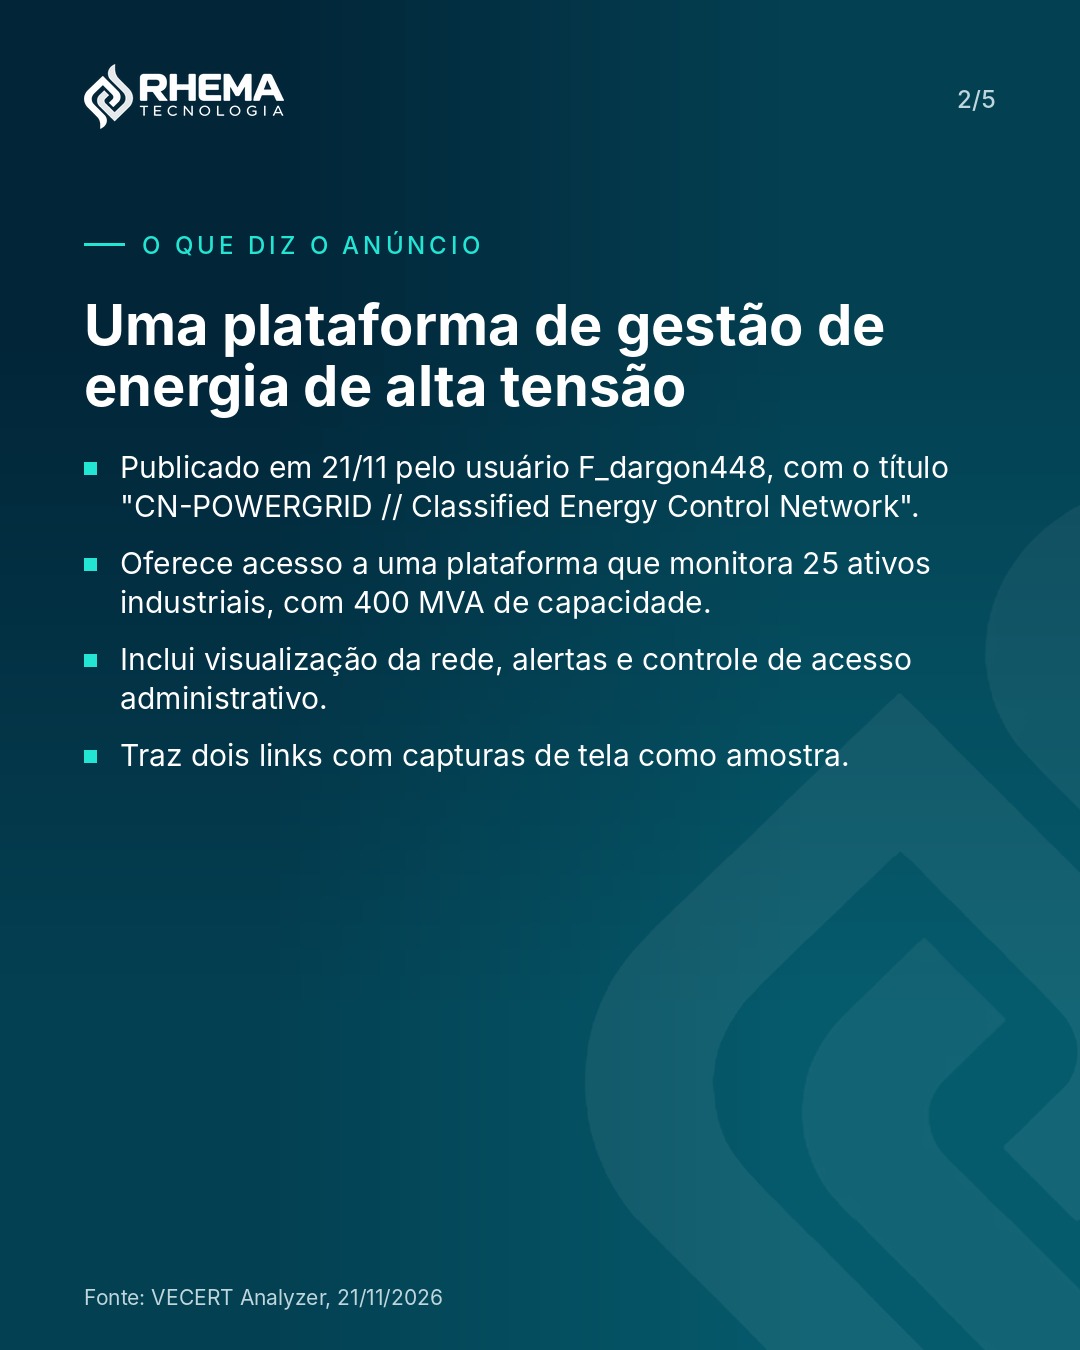 RHEMA
TECNOLOGIA
2/5
O QUE DIZ O ANÚNCIO
Uma plataforma de gestão de
energia de alta tensão
Publicado em 21/11 pelo usuário F_dargon448, com o título
"CN-POWERGRID // Classified Energy Control Network".
Oferece acesso a uma plataforma que monitora 25 ativos
industriais, com 400 MVA de capacidade.
Inclui visualização da rede, alertas e controle de acesso
administrativo.
Traz dois links com capturas de tela como amostra.
Fonte: VECERT Analyzer, 21/11/2026